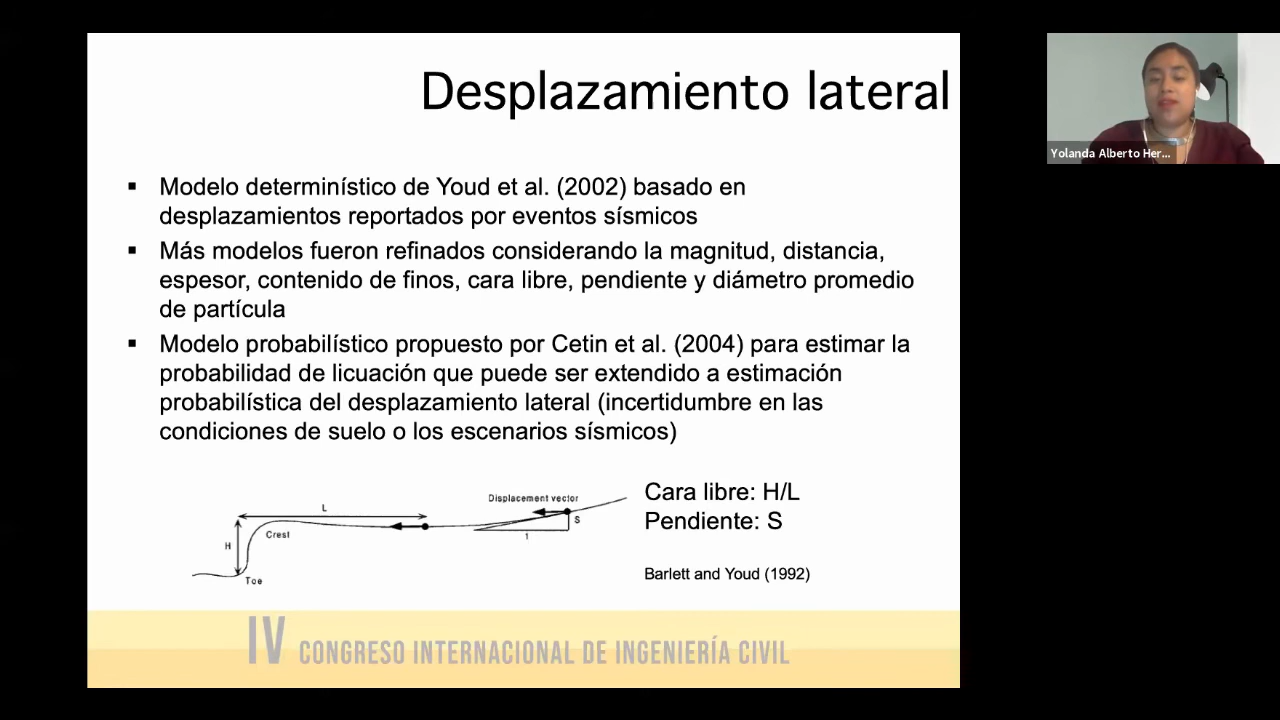 Desplazamiento lateral
Yolanda Alberto Her...
▪ Modelo determinístico de Youd et al. (2002) basado en
desplazamientos reportados por eventos sísmicos
▪ Más modelos fueron refinados considerando la magnitud, distancia,
espesor, contenido de finos, cara libre, pendiente y diámetro promedio
de partícula
▪ Modelo probabilístico propuesto por Cetin et al. (2004) para estimar la
probabilidad de licuación que puede ser extendido a estimación
probabilística del desplazamiento lateral (incertidumbre en las
condiciones de suelo o los escenarios sísmicos)
L
H
Crest
Toe
Displacement vector
S
1
Cara libre: H/L
Pendiente: S
Barlett and Youd (1992)
IV CONGRESO INTERNACIONAL DE INGENIERÍA CIVIL